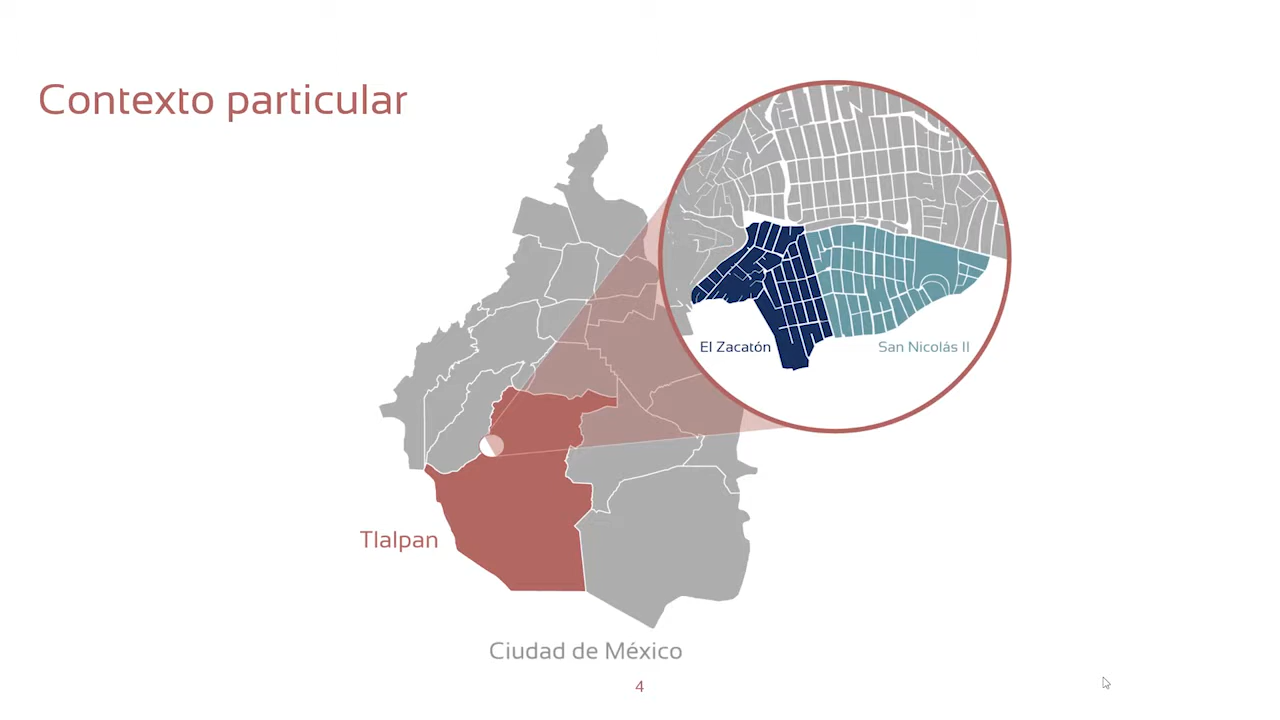 Contexto particular
El Zacatón
San Nicolás II
Tlalpan
Ciudad de México
4